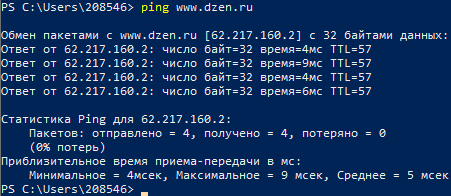 PS C:\Users\208546> ping www.dzen.ru
Обмен пакетами с www.dzen.ru [62.217.160.2] с 32 байтами данных:
Ответ от 62.217.160.2: число байт=32 время=4мс TTL=57
Ответ от 62.217.160.2: число байт=32 время=9мс TTL=57
Ответ от 62.217.160.2: число байт=32 время=4мс TTL=57
Ответ от 62.217.160.2: число байт=32 время=6мс TTL=57
Статистика Ping для 62.217.160.2:
Пакетов: отправлено = 4, получено = 4, потеряно = 0
(0% потерь)
Приблизительное время приема-передачи в мс:
Минимальное = 4мсек, Максимальное = 9 мсек, Среднее = 5 мсек
PS C:\Users\208546>